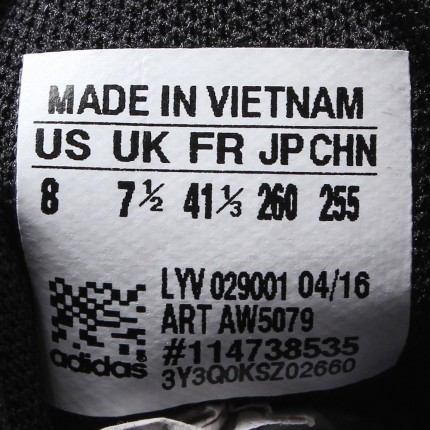 MADE IN VIETNAM
US UK FR JP CHN
8 7½ 41⅓ 260 255
LYV 029001 04/16
ART AW5079
#114738535
adidas® 3Y3Q0KSZ02660